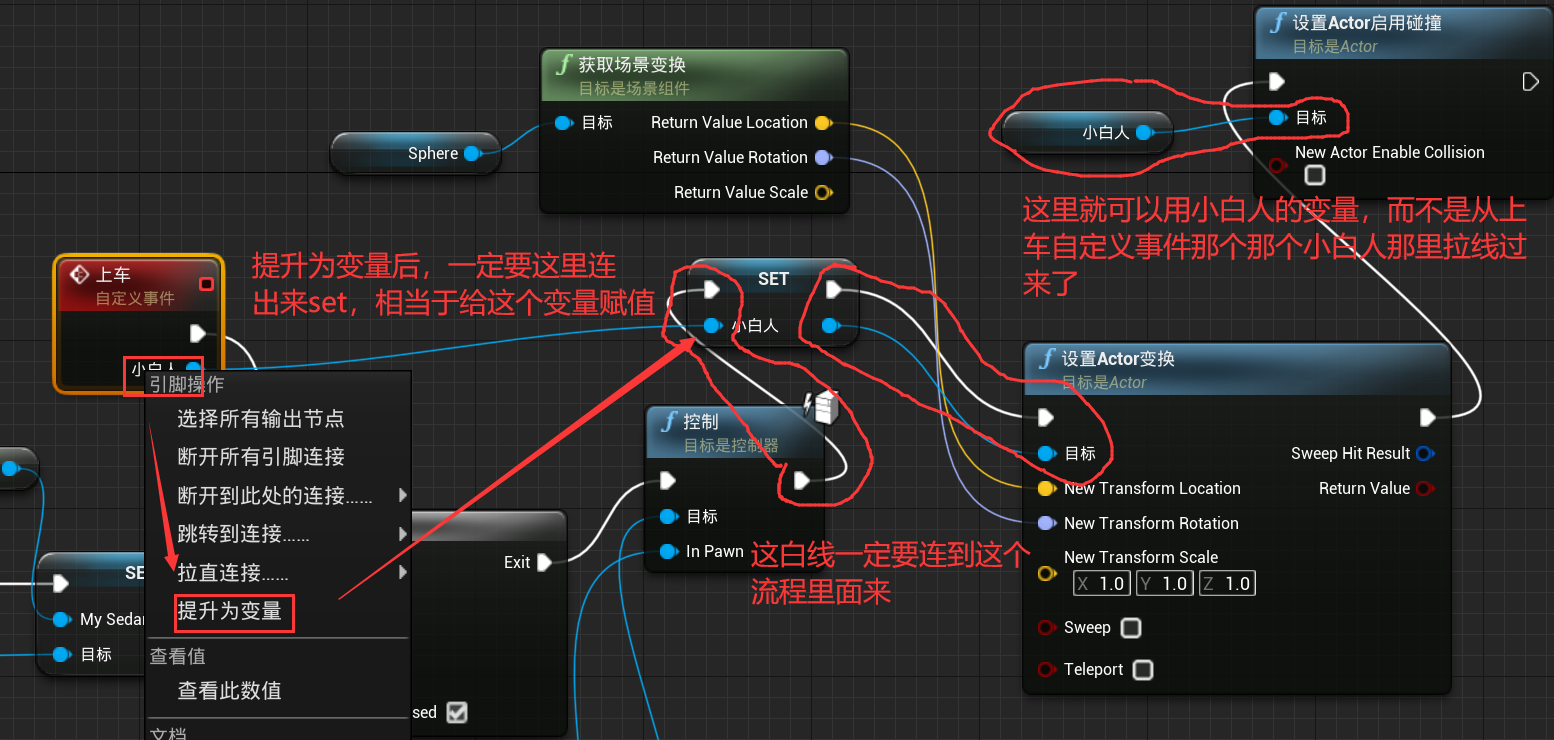 设置Actor启用碰撞
目标是Actor
目标
New Actor Enable Collision
获取场景变换
目标是场景组件
目标
Return Value Location
Return Value Rotation
Return Value Scale
Sphere
小白人
这里就可以用小白人的变量，而不是从上
车自定义事件那个那个小白人那里拉线过
来了
上车
自定义事件
小白人
提升为变量后，一定要这里连
出来set，相当于给这个变量赋值
SET
小白人
引脚操作
选择所有输出节点
断开所有引脚连接
断开到此处的连接......
跳转到连接......
拉直连接......
提升为变量
查看值
查看此数值
文档
SE
My Sedan
目标
Exit
sed
控制
目标是控制器
目标
In Pawn
这白线一定要连到这个
流程里面来
设置Actor变换
目标是Actor
目标
Sweep Hit Result
New Transform Location
Return Value
New Transform Rotation
New Transform Scale
X 1.0 Y 1.0 Z 1.0
Sweep
Teleport